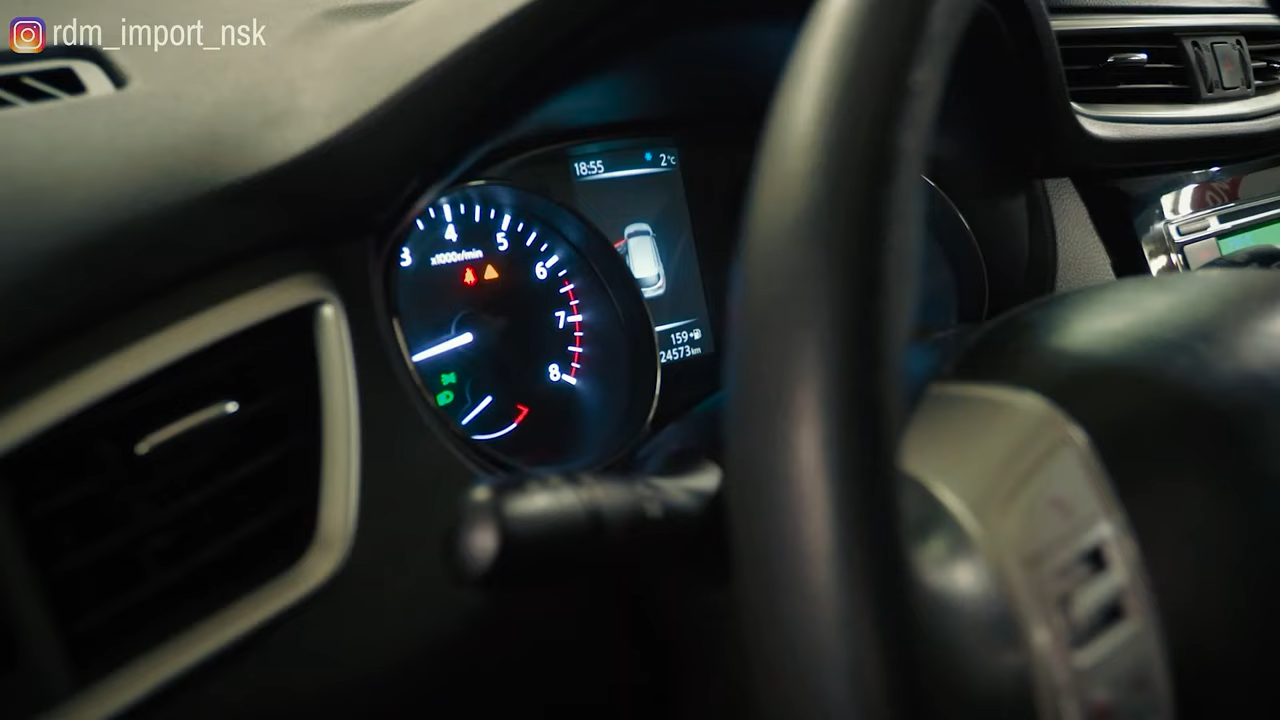 rdm_import_nsk
18:55 2°C
3 4 5 6 7 8
x1000r/min
159
24573km